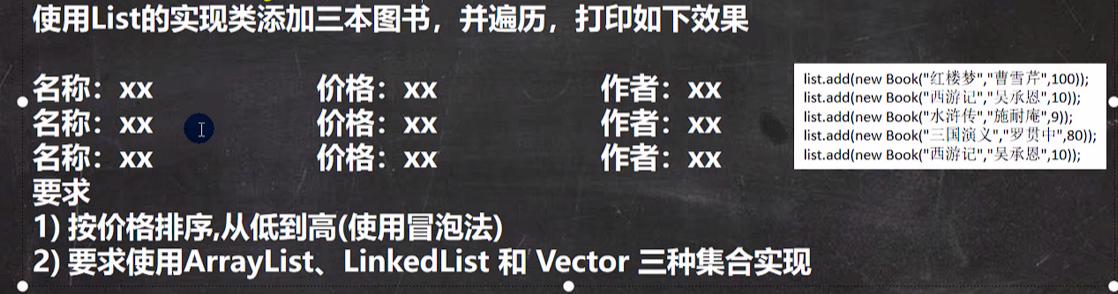 使用List的实现类添加三本图书，并遍历，打印如下效果
名称：xx 价格：xx 作者：xx
名称：xx 价格：xx 作者：xx
名称：xx 价格：xx 作者：xx
list.add(new Book("红楼梦","曹雪芹",100));
list.add(new Book("西游记","吴承恩",10));
list.add(new Book("水浒传","施耐庵",9));
list.add(new Book("三国演义","罗贯中",80));
list.add(new Book("西游记","吴承恩",10));
要求
1) 按价格排序,从低到高(使用冒泡法)
2) 要求使用ArrayList、LinkedList 和 Vector 三种集合实现